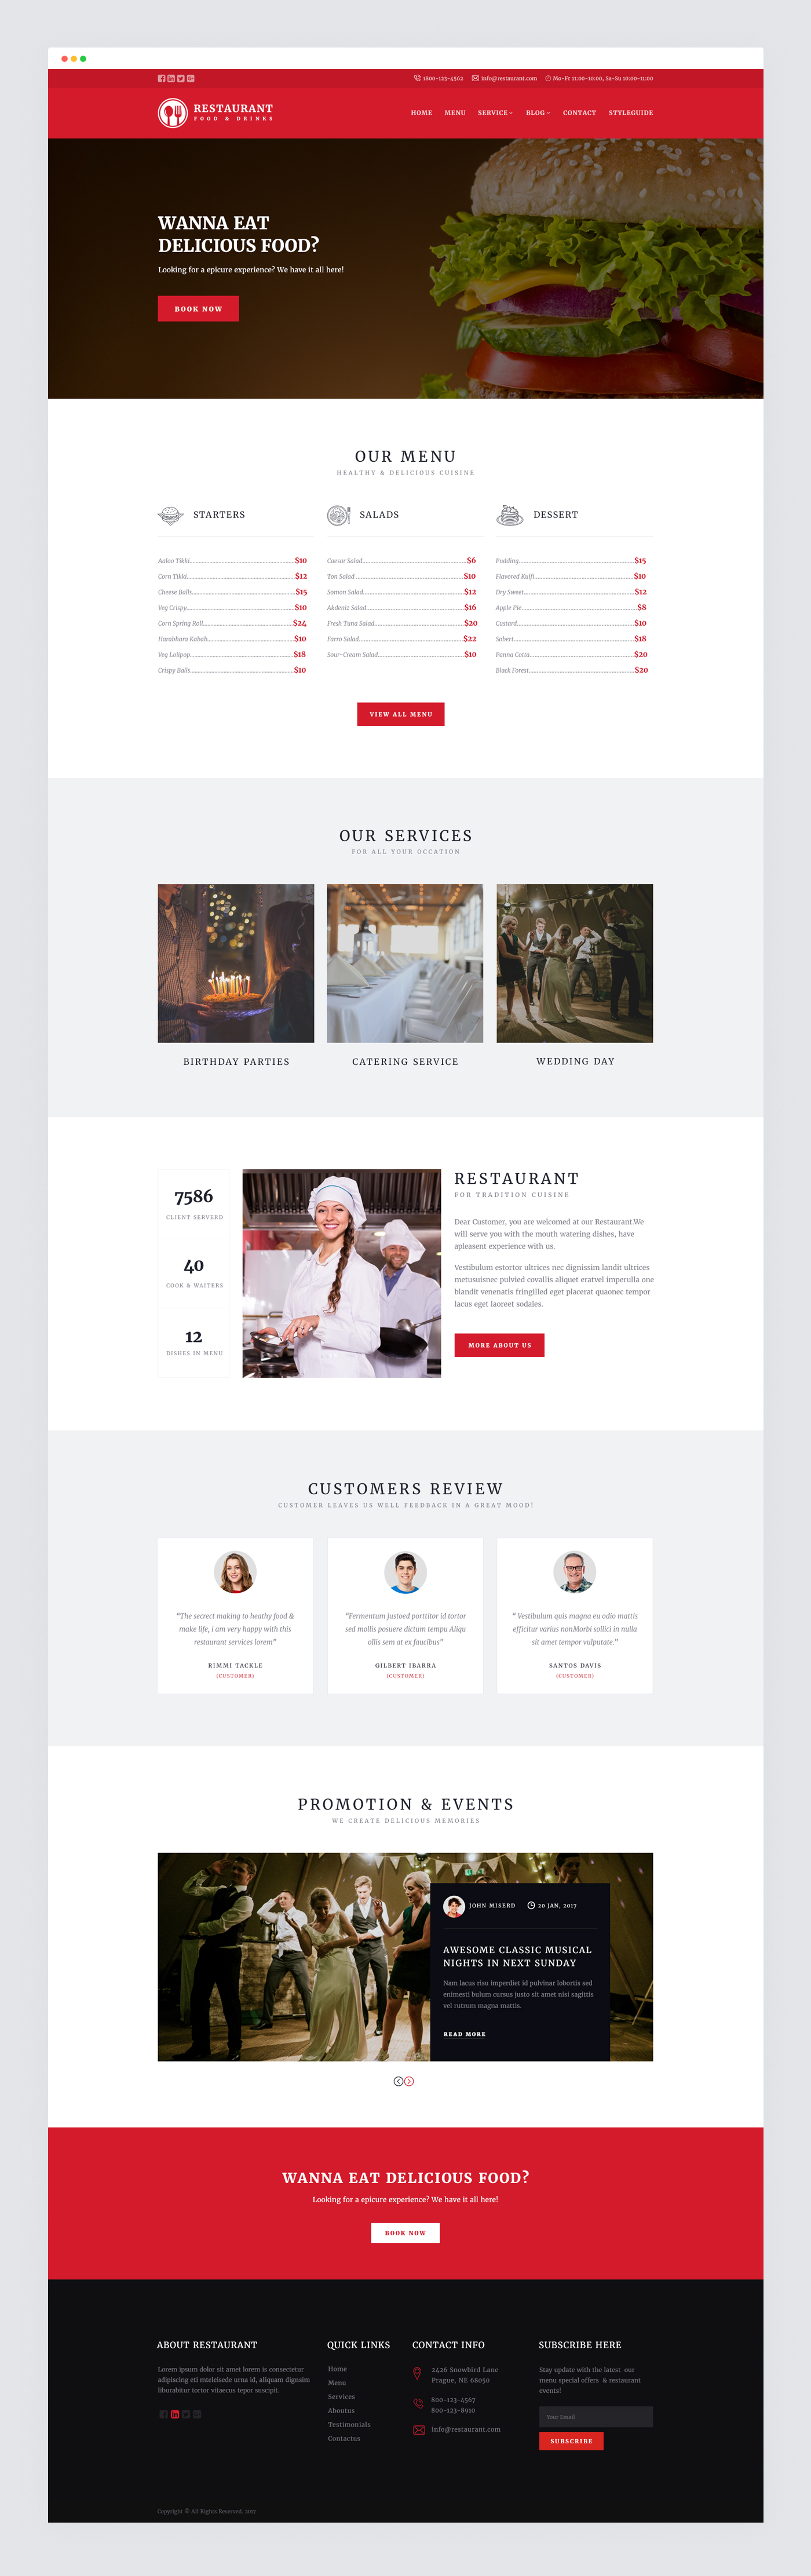 1800-123-4562 info@restaurant.com Mo-Fr 11:00-10:00, Sa-Su 10:00-11:00
RESTAURANT
FOOD & DRINKS
HOME MENU SERVICE BLOG CONTACT STYLEGUIDE
WANNA EAT
DELICIOUS FOOD?
Looking for a epicure experience? We have it all here!
BOOK NOW
OUR MENU
HEALTHY & DELICIOUS CUISINE
STARTERS
Aaloo Tikki $10
Corn Tikki $12
Cheese Balls $15
Veg Crispy $10
Corn Spring Roll $24
Harabhara Kabab $10
Veg Lolipop $18
Crispy Balls $10
SALADS
Caesar Salad $6
Ton Salad $10
Somon Salad $12
Akdeniz Salad $16
Fresh Tuna Salad $20
Farro Salad $22
Sour-Cream Salad $10
DESSERT
Pudding $15
Flavored Kulfi $10
Dry Sweet $12
Apple Pie $8
Custard $10
Sobert $18
Panna Cotta $20
Black Forest $20
VIEW ALL MENU
OUR SERVICES
FOR ALL YOUR OCCATION
BIRTHDAY PARTIES
CATERING SERVICE
WEDDING DAY
7586
CLIENT SERVERD
40
COOK & WAITERS
12
DISHES IN MENU
RESTAURANT
FOR TRADITION CUISINE
Dear Customer, you are welcomed at our Restaurant.We
will serve you with the mouth watering dishes, have
apleasent experience with us.
Vestibulum estortor ultrices nec dignissim landit ultrices
metusuisnec pulvied covallis aliquet eratvel imperulla one
blandit venenatis fringilled eget placerat quaonec tempor
lacus eget laoreet sodales.
MORE ABOUT US
CUSTOMERS REVIEW
CUSTOMER LEAVES US WELL FEEDBACK IN A GREAT MOOD!
“The secrect making to heathy food &
make life, i am very happy with this
restaurant services lorem”
RIMMI TACKLE
(CUSTOMER)
“Fermentum justoed porttitor id tortor
sed mollis posuere dictum tempu Aliqu
ollis sem at ex faucibus”
GILBERT IBARRA
(CUSTOMER)
“ Vestibulum quis magna eu odio mattis
efficitur varius nonMorbi sollici in nulla
sit amet tempor vulputate.”
SANTOS DAVIS
(CUSTOMER)
PROMOTION & EVENTS
WE CREATE DELICIOUS MEMORIES
JOHN MISERD 20 JAN, 2017
AWESOME CLASSIC MUSICAL
NIGHTS IN NEXT SUNDAY
Nam lacus risu imperdiet id pulvinar lobortis sed
enimesti bulum cursus justo sit amet nisi sagittis
vel rutrum magna mattis.
READ MORE
WANNA EAT DELICIOUS FOOD?
Looking for a epicure experience? We have it all here!
BOOK NOW
ABOUT RESTAURANT
Lorem ipsum dolor sit amet lorem is consectetur
adipiscing eti mteleisede urna id, aliquam dignsim
liburabitur tortor vitaecus tepor suscipit.
QUICK LINKS
Home
Menu
Services
Aboutus
Testimonials
Contactus
CONTACT INFO
2426 Snowbird Lane
Prague, NE 68050
800-123-4567
800-123-8910
info@restaurant.com
SUBSCRIBE HERE
Stay update with the latest our
menu special offers & restaurant
events!
Your Email
SUBSCRIBE
Copyright © All Rights Reserved. 2017